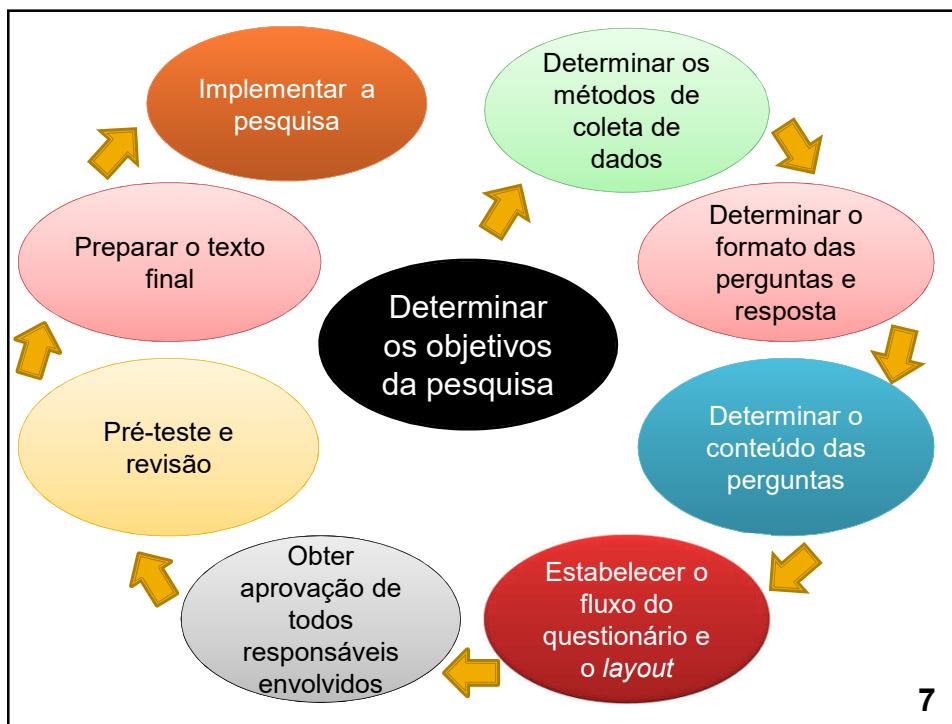 Determinar
os objetivos
da pesquisa
Determinar os
métodos de
coleta de
dados
Determinar o
formato das
perguntas e
resposta
Determinar o
conteúdo das
perguntas
Estabelecer o
fluxo do
questionário e
o layout
Obter
aprovação de
todos
responsáveis
envolvidos
Pré-teste e
revisão
Preparar o texto
final
Implementar a
pesquisa
7